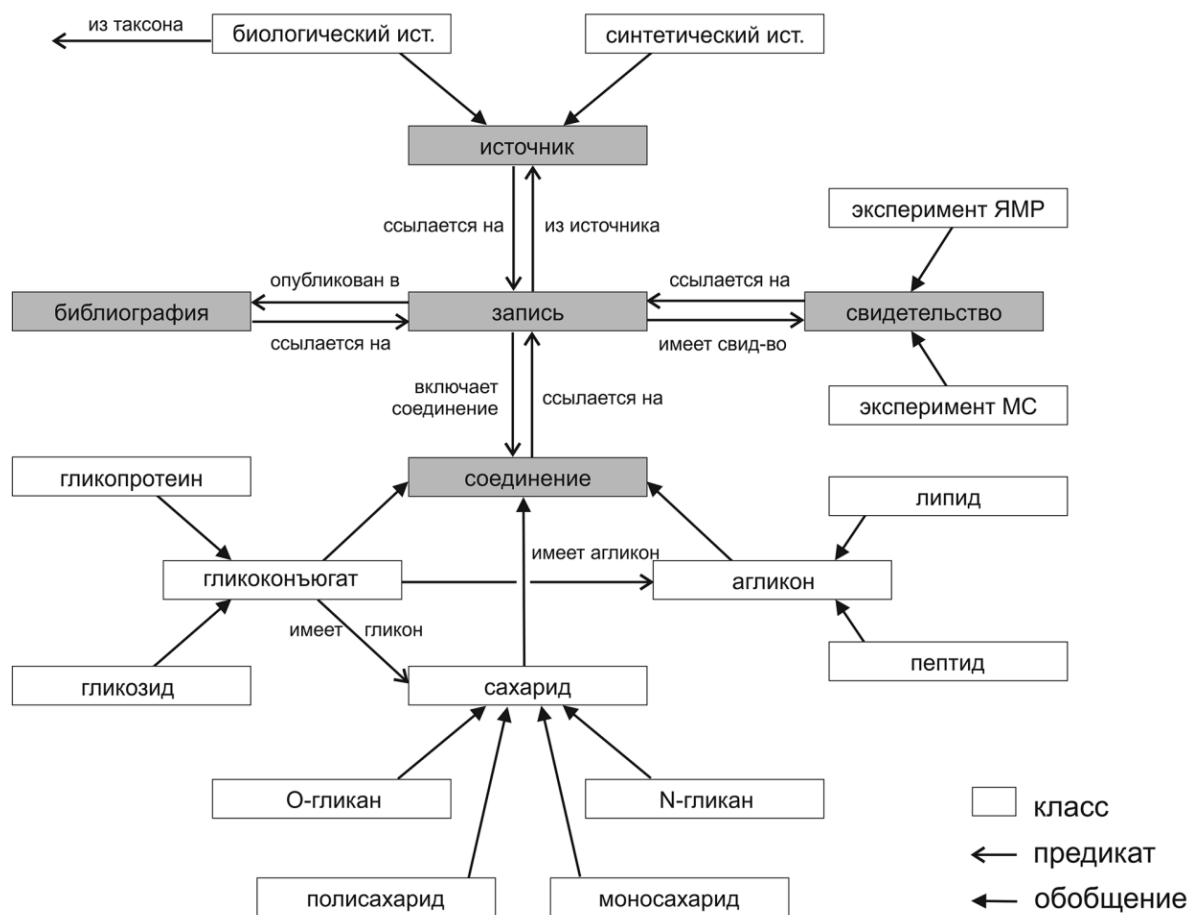 из таксона
биологический ист.
синтетический ист.
источник
эксперимент ЯМР
ссылается на
из источника
опубликован в
ссылается на
библиография
запись
свидетельство
ссылается на
имеет свид-во
включает
соединение
ссылается на
эксперимент МС
гликопротеин
соединение
липид
имеет агликон
гликоконъюгат
агликон
имеет гликон
гликозид
сахарид
пептид
О-гликан
N-гликан
класс
предикат
полисахарид
моносахарид
обобщение